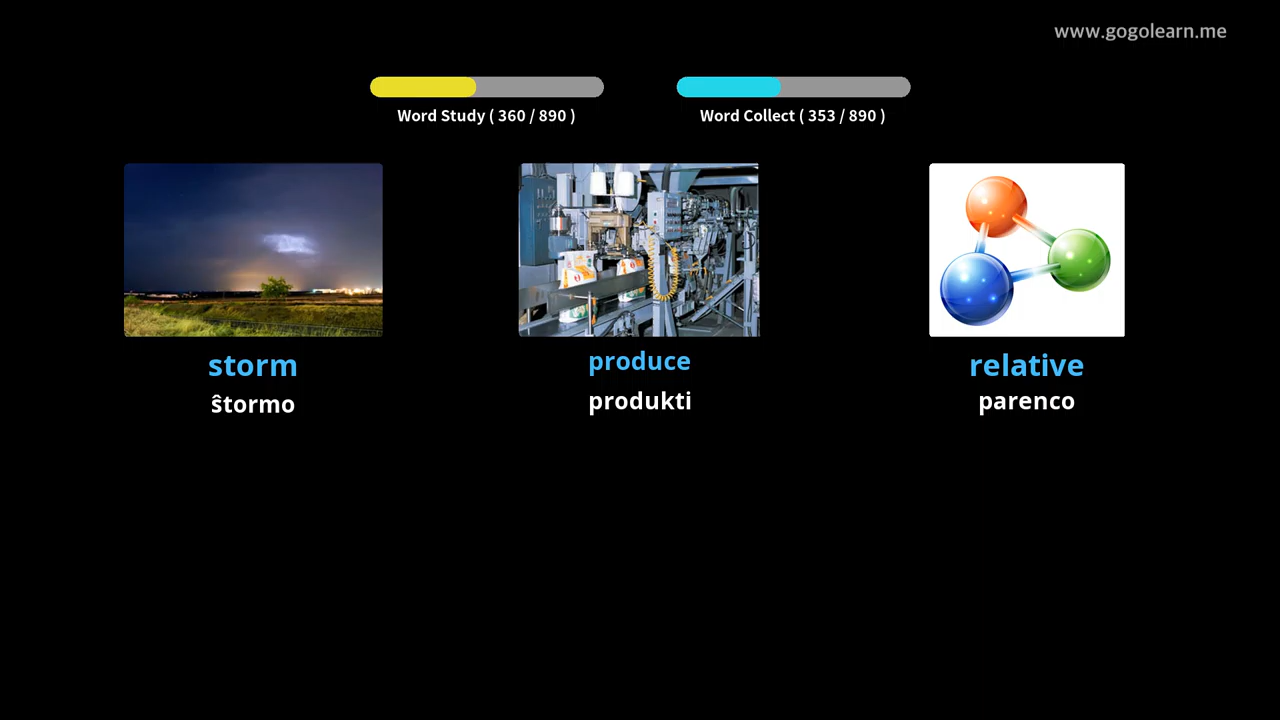 www.gogolearn.me
Word Study ( 360 / 890 )
Word Collect ( 353 / 890 )
storm
ŝtormo
produce
produkti
relative
parenco